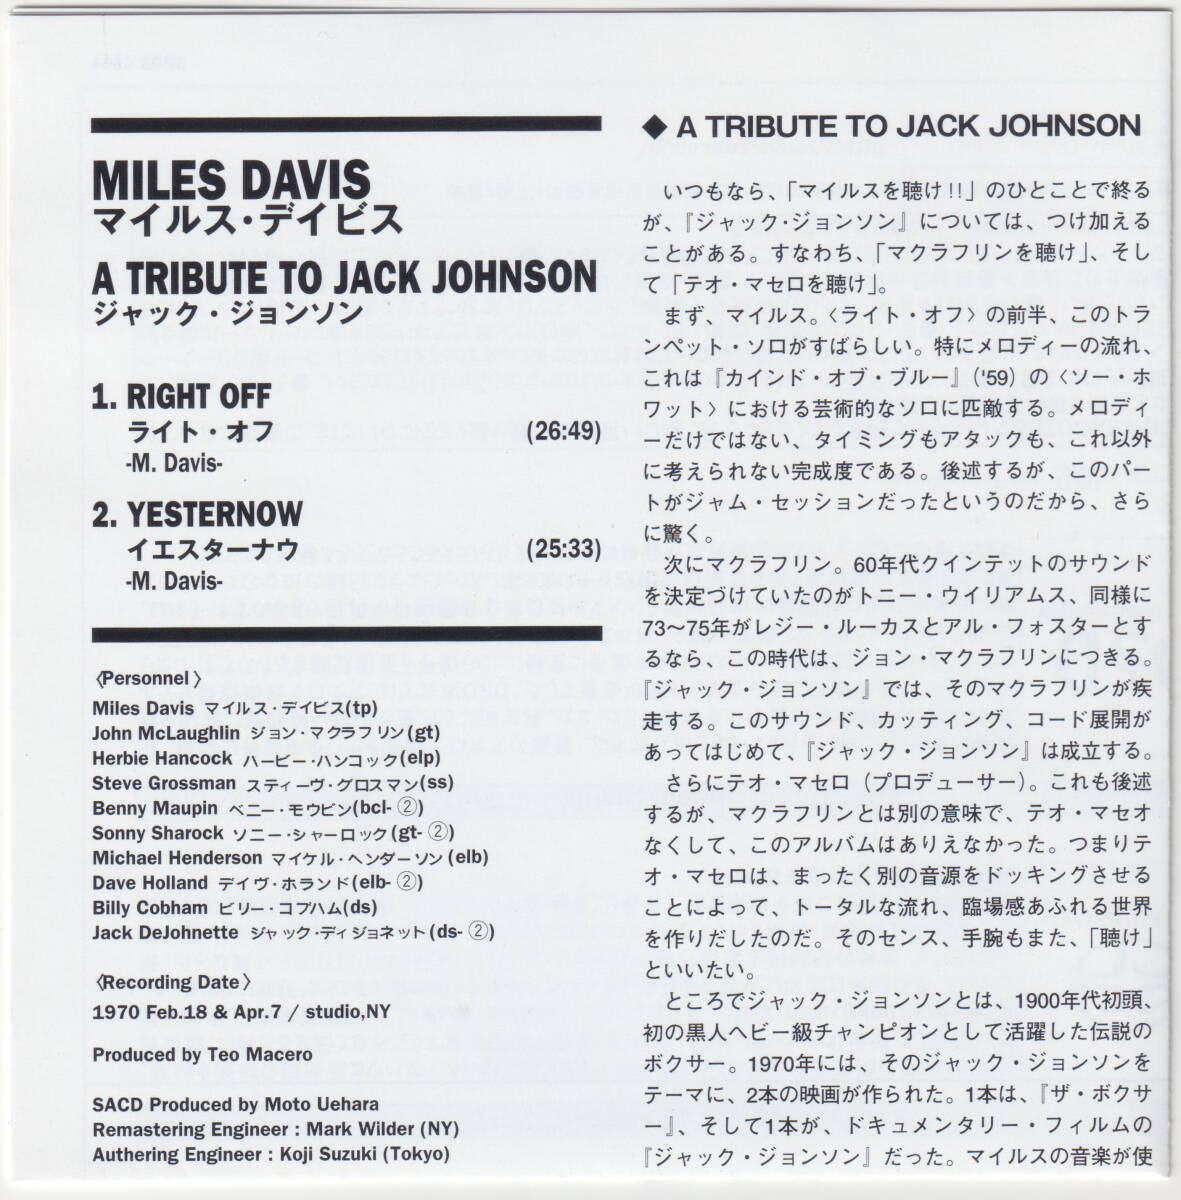 MILES DAVIS
マイルス・デイビス
A TRIBUTE TO JACK JOHNSON
ジャック・ジョンソン
1. RIGHT OFF
ライト・オフ (26:49)
-M. Davis-
2. YESTERNOW
イエスターナウ (25:33)
-M. Davis-
〈Personnel〉
Miles Davis マイルス・デイビス(tp)
John McLaughlin ジョン・マクラフリン(gt)
Herbie Hancock ハービー・ハンコック(elp)
Steve Grossman スティーヴ・グロスマン(ss)
Benny Maupin ベニー・モウピン(bcl-②)
Sonny Sharock ソニー・シャーロック(gt-②)
Michael Henderson マイケル・ヘンダーソン(elb)
Dave Holland デイヴ・ホランド(elb-②)
Billy Cobham ビリー・コブハム(ds)
Jack DeJohnette ジャック・ディジョネット(ds-②)
〈Recording Date〉
1970 Feb.18 & Apr.7 / studio,NY
Produced by Teo Macero
SACD Produced by Moto Uehara
Remastering Engineer : Mark Wilder (NY)
Authering Engineer : Koji Suzuki (Tokyo)
◆ A TRIBUTE TO JACK JOHNSON
いつもなら、「マイルスを聴け!!」のひとことで終る
が、『ジャック・ジョンソン』については、つけ加える
ことがある。すなわち、「マクラフリンを聴け」、そし
て「テオ・マセロを聴け」。
まず、マイルス。〈ライト・オフ〉の前半、このトラ
ンペット・ソロがすばらしい。特にメロディーの流れ、
これは『カインド・オブ・ブルー』('59) の〈ソー・ホ
ワット〉における芸術的なソロに匹敵する。メロディ
ーだけではない、タイミングもアタックも、これ以外
に考えられない完成度である。後述するが、このパー
トがジャム・セッションだったというのだから、さら
に驚く。
次にマクラフリン。60年代クインテットのサウンド
を決定づけていたのがトニー・ウイリアムス、同様に
73〜75年がレジー・ルーカスとアル・フォスターとす
るなら、この時代は、ジョン・マクラフリンにつきる。
『ジャック・ジョンソン』では、そのマクラフリンが疾
走する。このサウンド、カッティング、コード展開が
あってはじめて、『ジャック・ジョンソン』は成立する。
さらにテオ・マセロ（プロデューサー）。これも後述
するが、マクラフリンとは別の意味で、テオ・マセオ
なくして、このアルバムはありえなかった。つまりテ
オ・マセロは、まったく別の音源をドッキングさせる
ことによって、トータルな流れ、臨場感あふれる世界
を作りだしたのだ。そのセンス、手腕もまた、「聴け」
といいたい。
ところでジャック・ジョンソンとは、1900年代初頭、
初の黒人ヘビー級チャンピオンとして活躍した伝説の
ボクサー。1970年には、そのジャック・ジョンソンを
テーマに、2本の映画が作られた。1本は、『ザ・ボクサ
ー』、そして1本が、ドキュメンタリー・フィルムの
『ジャック・ジョンソン』だった。マイルスの音楽が使